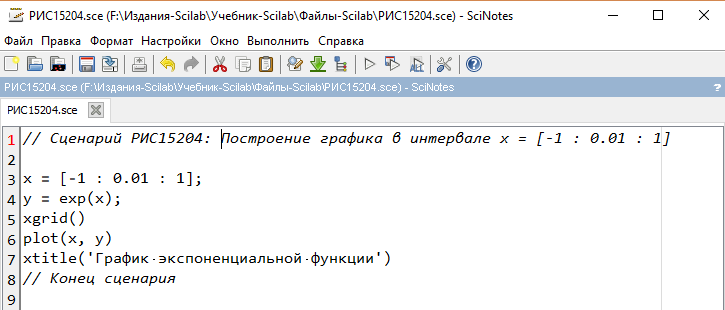 РИС15204.sce (F:\Издания-Scilab\Учебник-Scilab\Файлы-Scilab\РИС15204.sce) - SciNotes
Файл Правка Формат Настройки Окно Выполнить Справка
РИС15204.sce (F:\Издания-Scilab\Учебник-Scilab\Файлы-Scilab\РИС15204.sce) - SciNotes ?
РИС15204.sce
1 // Сценарий РИС15204: Построение графика в интервале x = [-1 : 0.01 : 1]
2
3 x = [-1 : 0.01 : 1];
4 y = exp(x);
5 xgrid()
6 plot(x, y)
7 xtitle('График·экспоненциальной·функции')
8 // Конец сценария
9